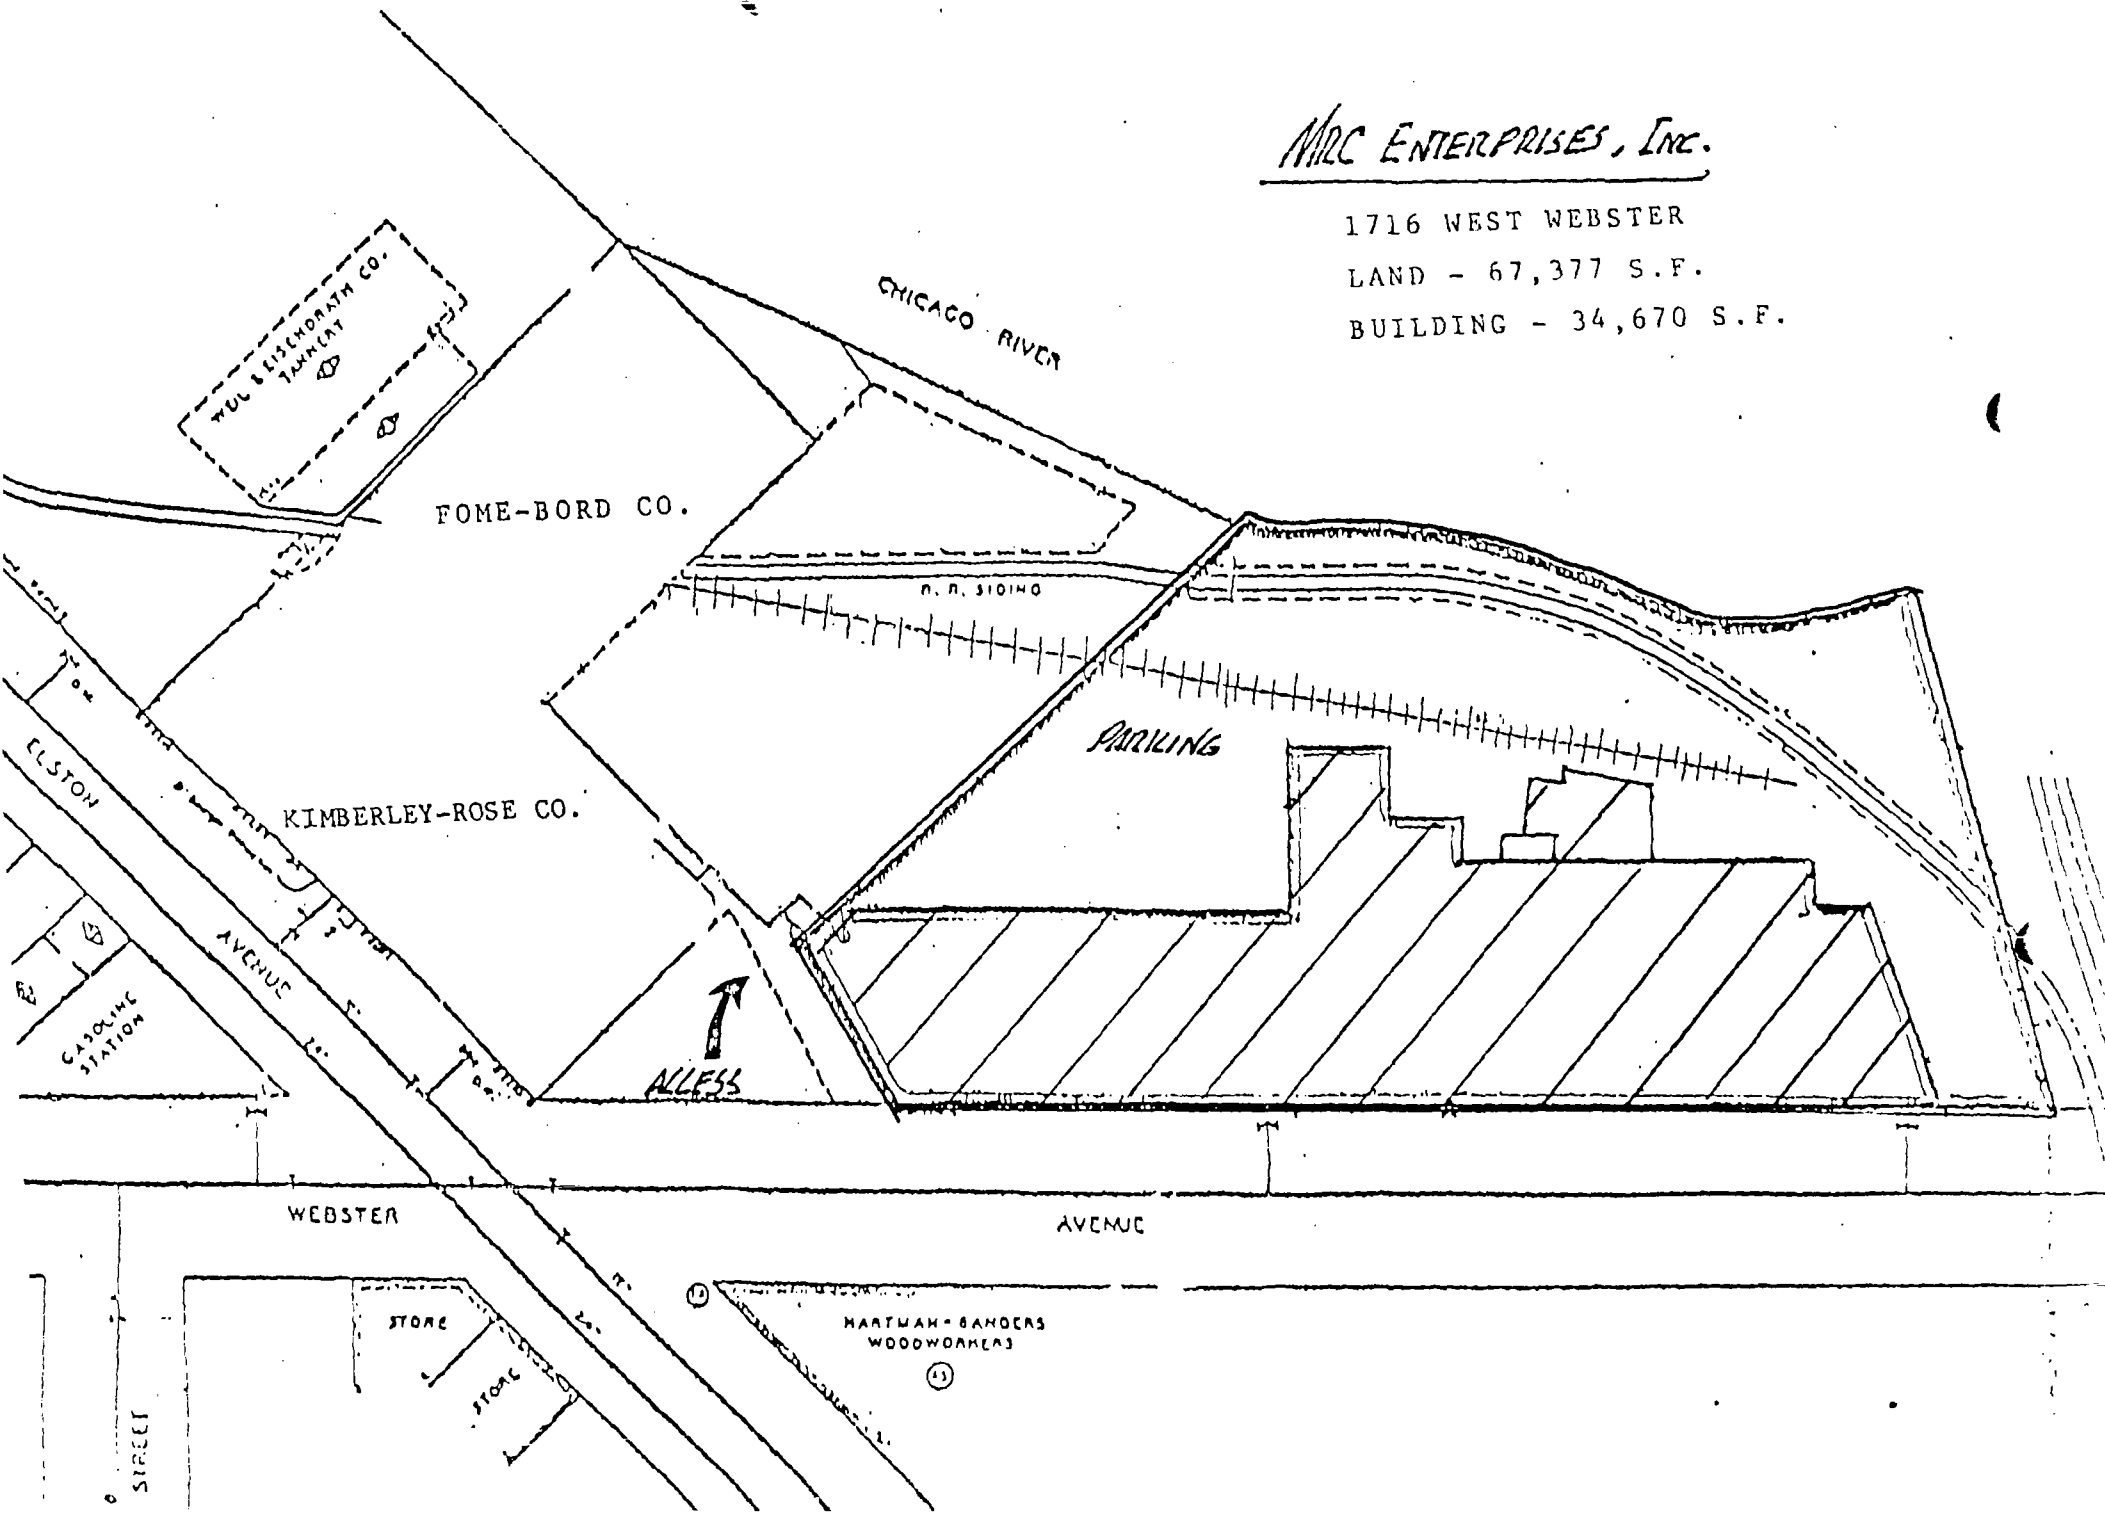 MRC ENTERPRISES, INC.
1716 WEST WEBSTER
LAND - 67,377 S.F.
BUILDING - 34,670 S.F.
CHICAGO RIVER
TANNERY
FOME-BORD CO.
R.R. SIDING
PARKING
KIMBERLEY-ROSE CO.
ELSTON
AVENUE
GASOLINE
STATION
ACCESS
WEBSTER
AVENUE
STORE
STORE
HARTMAN-SANDERS
WOODWORKERS
STREET